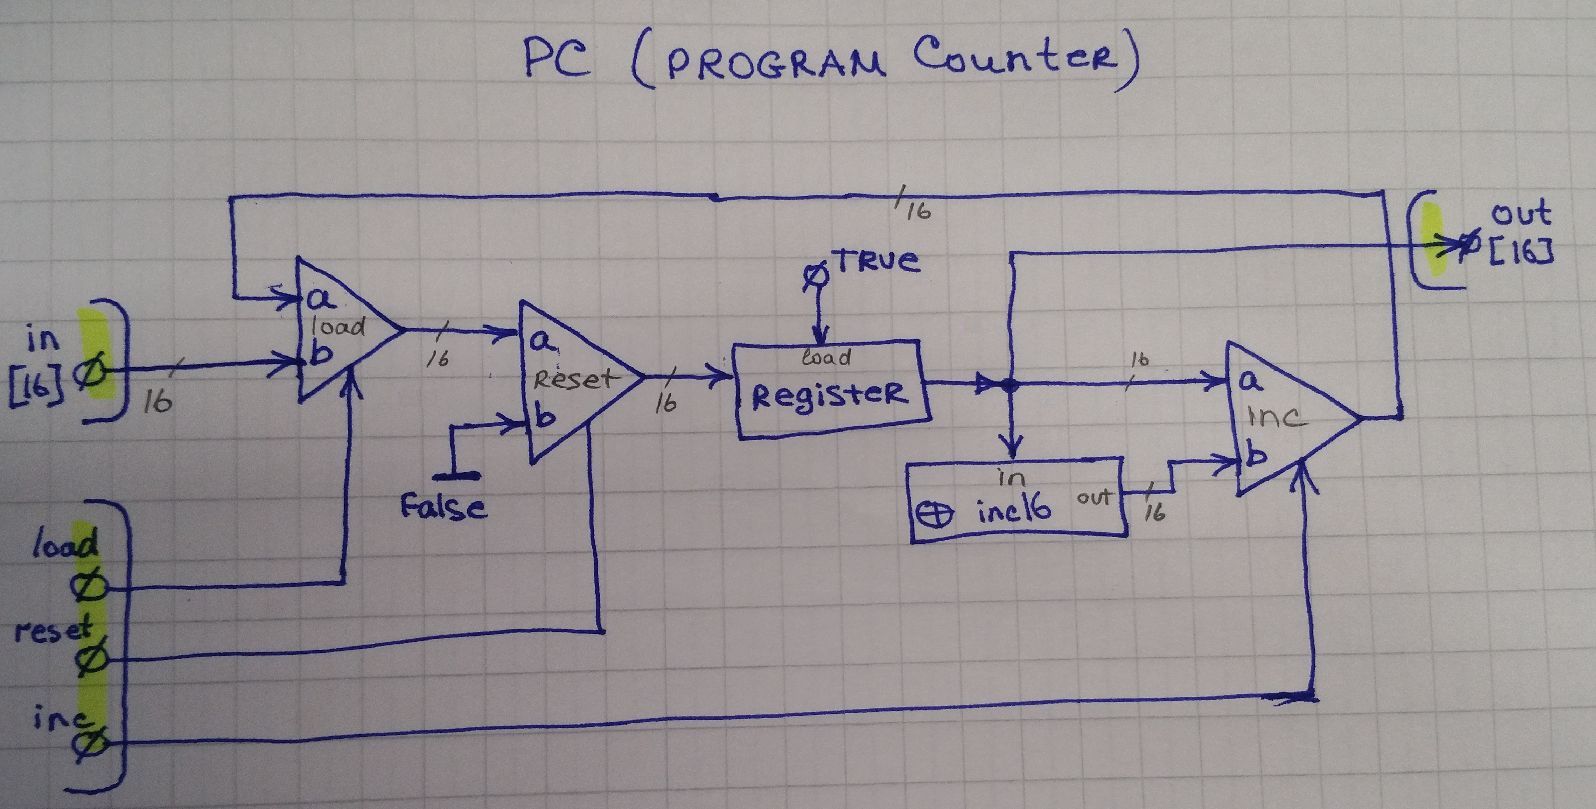 PC (PROGRAM Counter)
16
out
[16]
TRUE
in
[16]
16
a
load
b
16
a
Reset
b
16
False
load
Register
16
a
inc
b
in
inc16
out
16
load
reset
inc